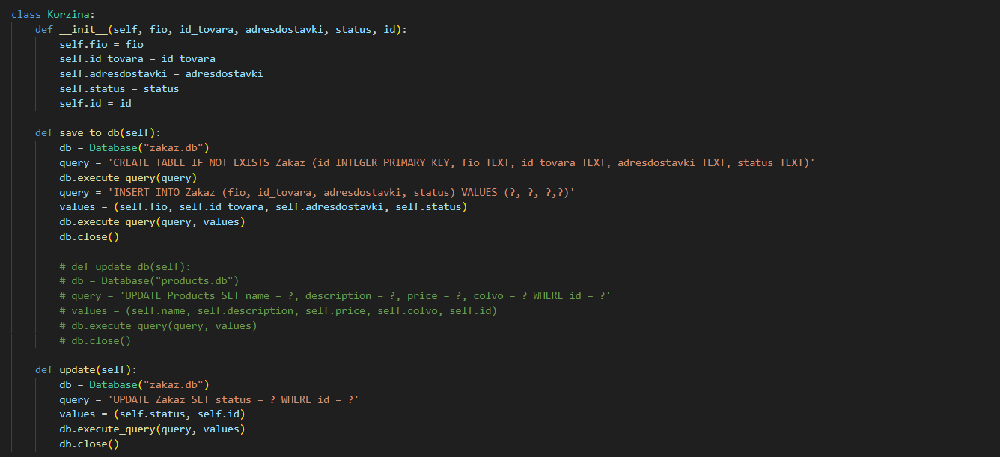 class Korzina:
    def __init__(self, fio, id_tovara, adresdostavki, status, id):
        self.fio = fio
        self.id_tovara = id_tovara
        self.adresdostavki = adresdostavki
        self.status = status
        self.id = id

    def save_to_db(self):
        db = Database("zakaz.db")
        query = 'CREATE TABLE IF NOT EXISTS Zakaz (id INTEGER PRIMARY KEY, fio TEXT, id_tovara TEXT, adresdostavki TEXT, status TEXT)'
        db.execute_query(query)
        query = 'INSERT INTO Zakaz (fio, id_tovara, adresdostavki, status) VALUES (?, ?, ?,?)'
        values = (self.fio, self.id_tovara, self.adresdostavki, self.status)
        db.execute_query(query, values)
        db.close()

        # def update_db(self):
        # db = Database("products.db")
        # query = 'UPDATE Products SET name = ?, description = ?, price = ?, colvo = ? WHERE id = ?'
        # values = (self.name, self.description, self.price, self.colvo, self.id)
        # db.execute_query(query, values)
        # db.close()

    def update(self):
        db = Database("zakaz.db")
        query = 'UPDATE Zakaz SET status = ? WHERE id = ?'
        values = (self.status, self.id)
        db.execute_query(query, values)
        db.close()